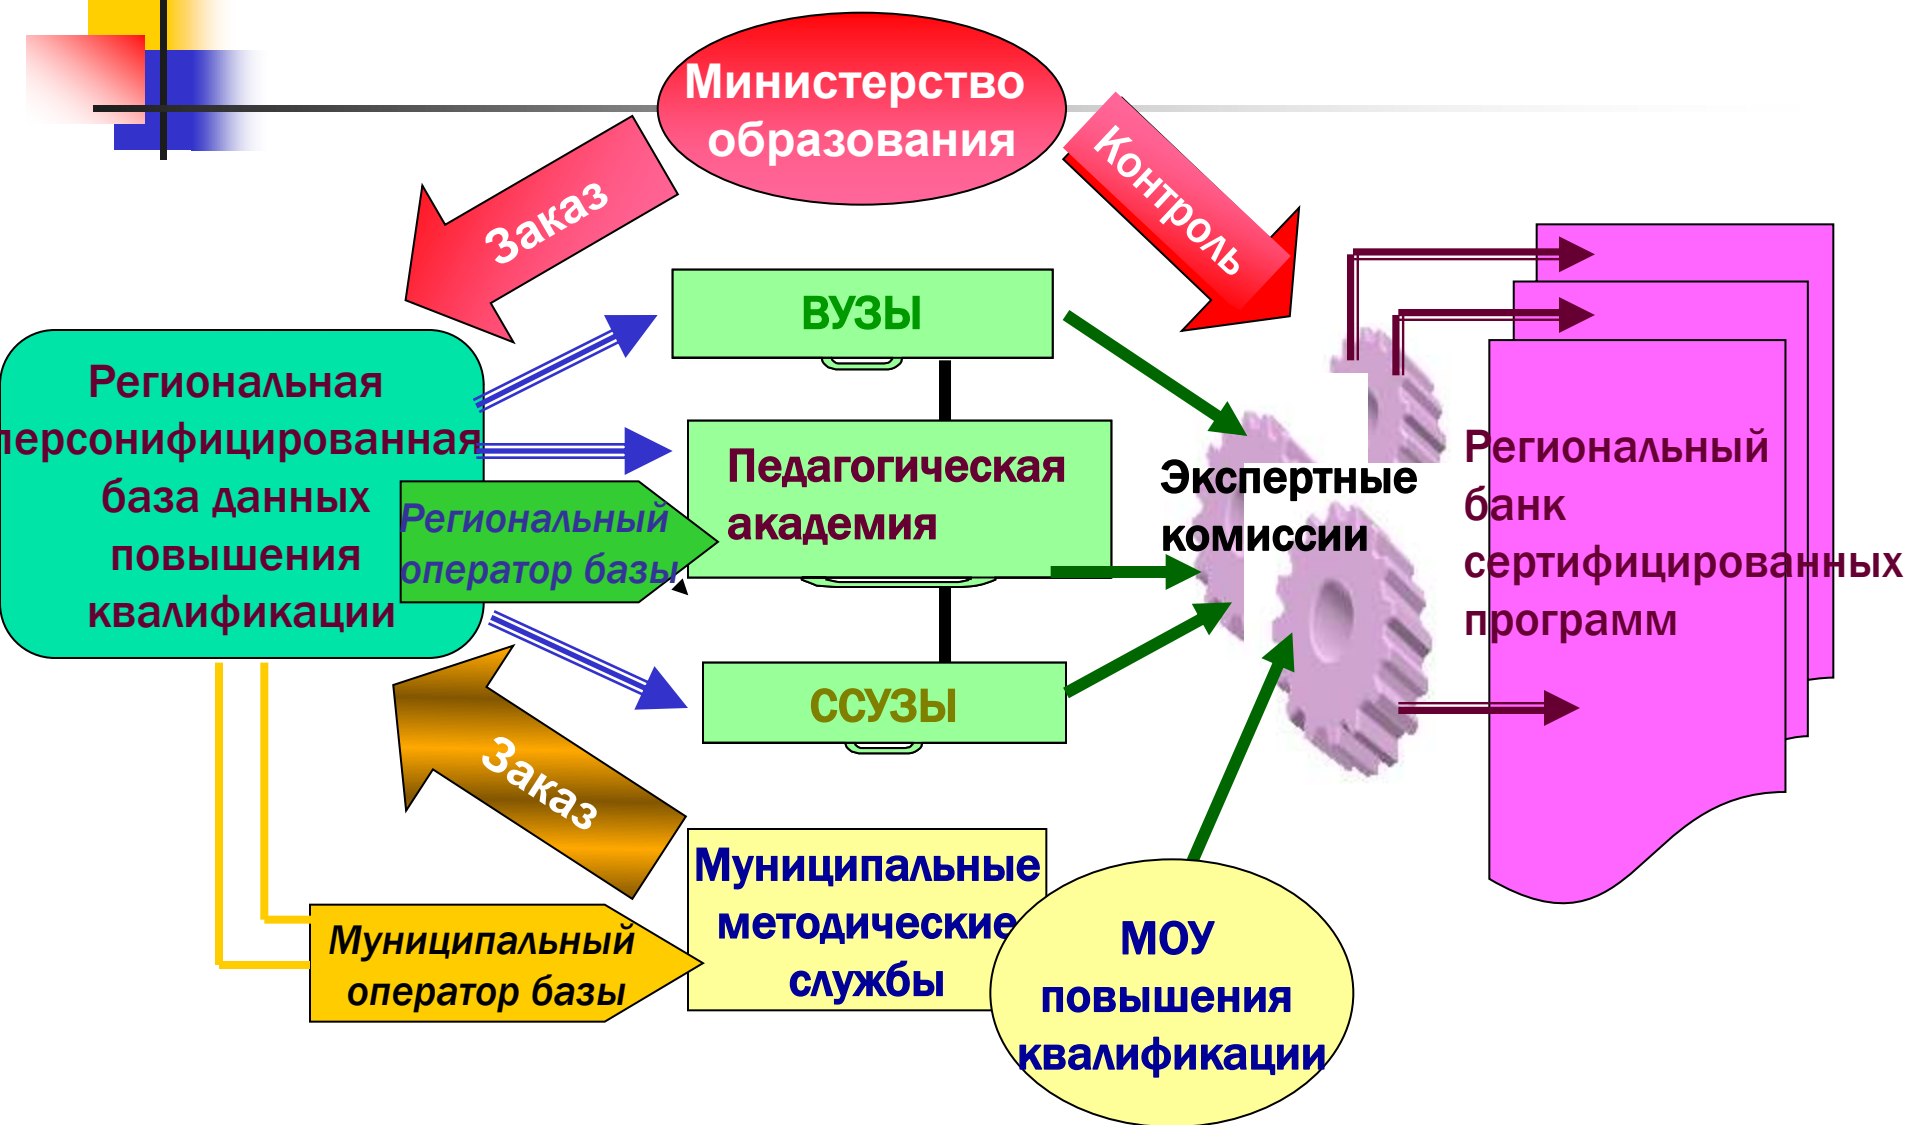 Министерство
образования
Заказ
Контроль
Региональная
персонифицированная
база данных
повышения
квалификации
Региональный
оператор базы
ВУЗЫ
Педагогическая
академия
ССУЗЫ
Экспертные
комиссии
Региональный
банк
сертифицированных
программ
Заказ
Муниципальный
оператор базы
Муниципальные
методические
службы
МОУ
повышения
квалификации